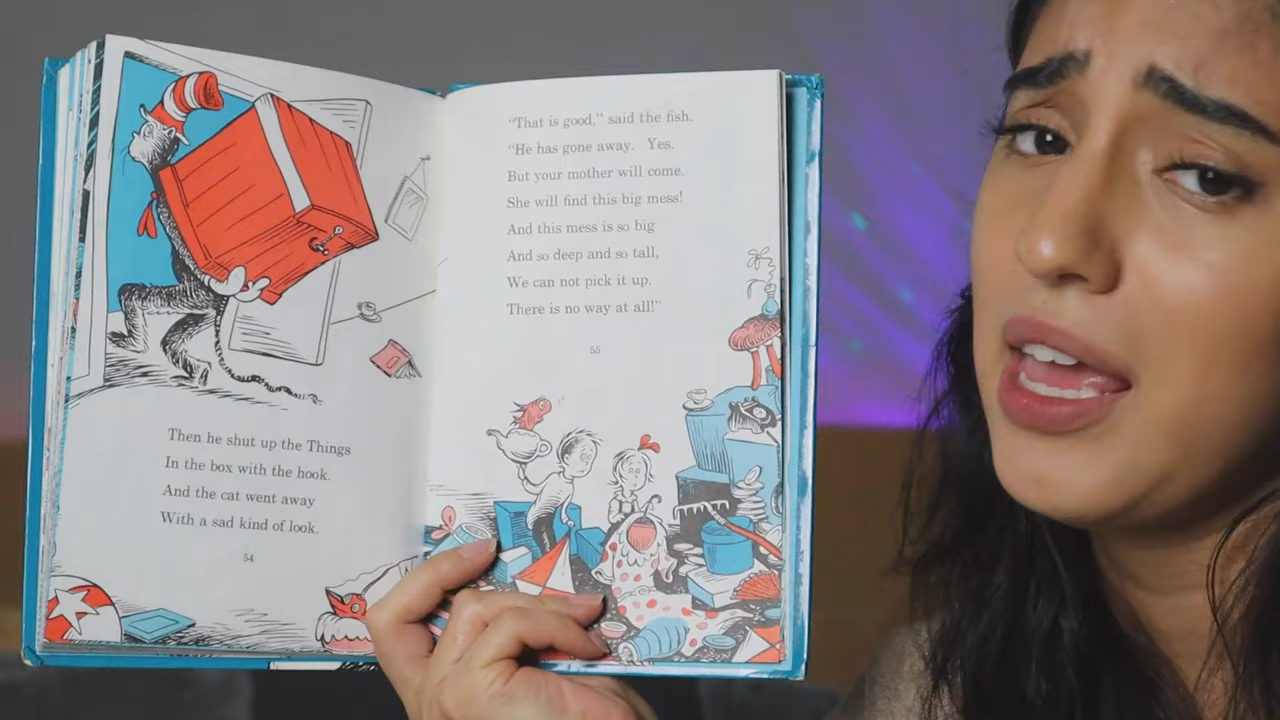 Then he shut up the Things
In the box with the hook.
And the cat went away
With a sad kind of look.
54
“That is good,” said the fish.
“He has gone away. Yes.
But your mother will come.
She will find this big mess!
And this mess is so big
And so deep and so tall,
We can not pick it up.
There is no way at all!”
55